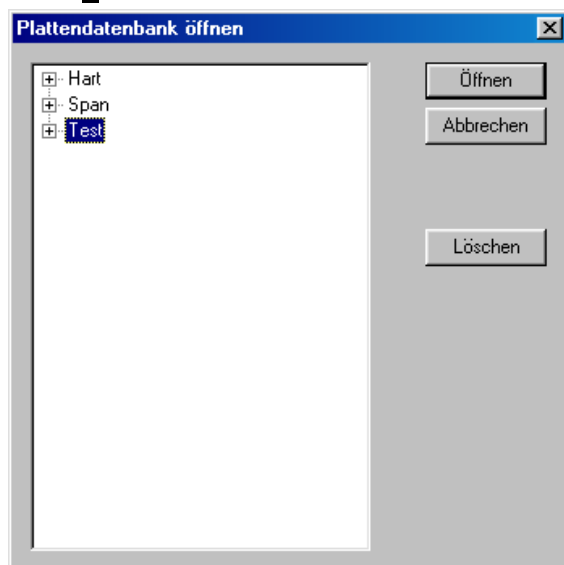 Plattendatenbank öffnen
Hart
Span
Test
Öffnen
Abbrechen
Löschen